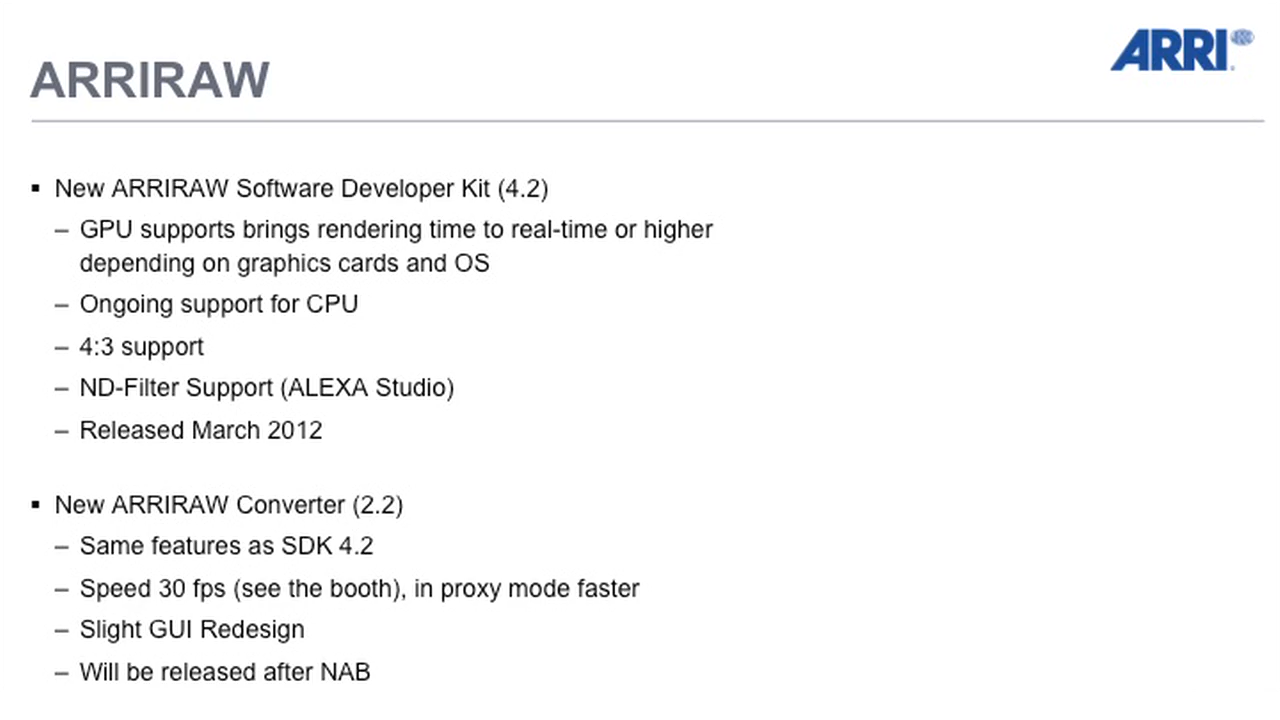 ARRI
ARRIRAW
▪ New ARRIRAW Software Developer Kit (4.2)
– GPU supports brings rendering time to real-time or higher
depending on graphics cards and OS
– Ongoing support for CPU
– 4:3 support
– ND-Filter Support (ALEXA Studio)
– Released March 2012
▪ New ARRIRAW Converter (2.2)
– Same features as SDK 4.2
– Speed 30 fps (see the booth), in proxy mode faster
– Slight GUI Redesign
– Will be released after NAB